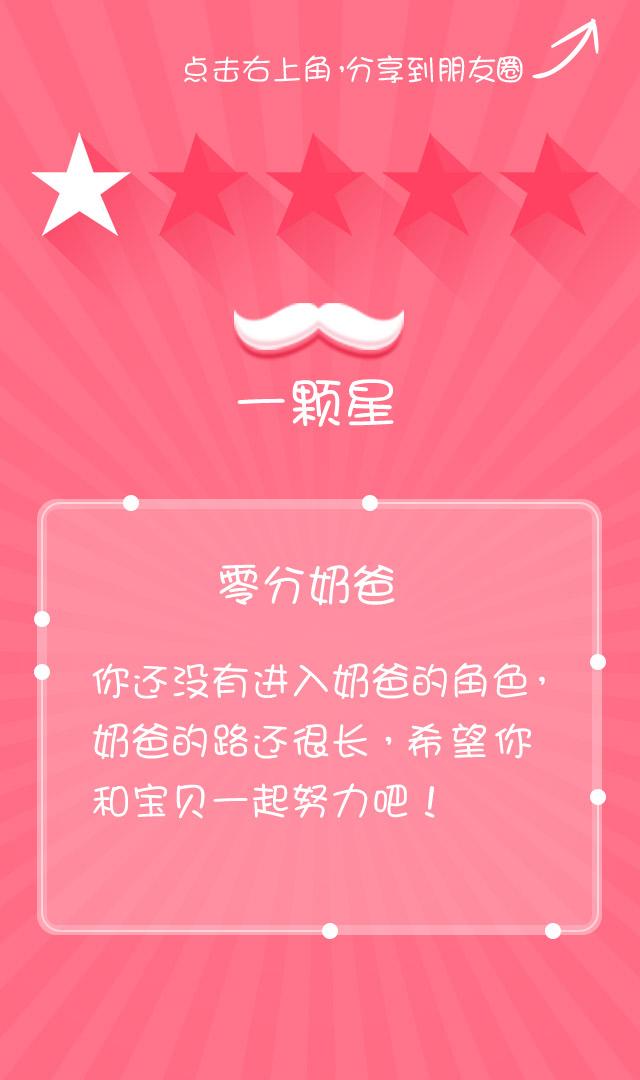 点击右上角,分享到朋友圈
一颗星
零分奶爸
你还没有进入奶爸的角色，
奶爸的路还很长，希望你
和宝贝一起努力吧！